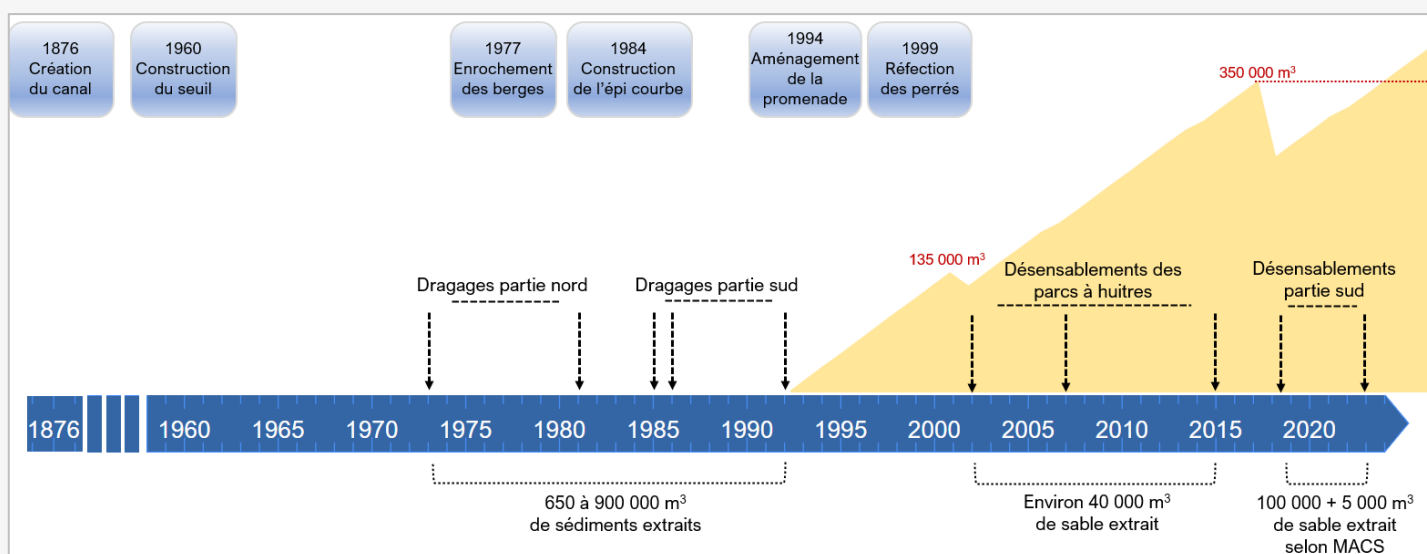 1876
Création
du canal
1960
Construction
du seuil
1977
Enrochement
des berges
1984
Construction
de l'épi courbe
1994
Aménagement
de la
promenade
1999
Réfection
des perrés
350 000 m³
135 000 m³
Dragages partie nord
Dragages partie sud
Désensablements des
parcs à huitres
Désensablements
partie sud
1876 1960 1965 1970 1975 1980 1985 1990 1995 2000 2005 2010 2015 2020
650 à 900 000 m³
de sédiments extraits
Environ 40 000 m³
de sable extrait
100 000 + 5 000 m³
de sable extrait
selon MACS